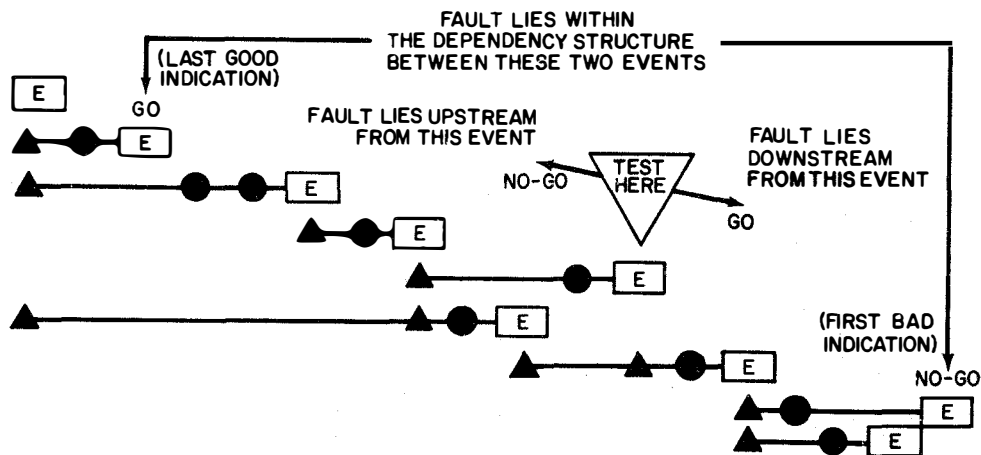 FAULT LIES WITHIN
THE DEPENDENCY STRUCTURE
BETWEEN THESE TWO EVENTS
(LAST GOOD
INDICATION)
GO
E
E
FAULT LIES UPSTREAM
FROM THIS EVENT
NO-GO
TEST
HERE
FAULT LIES
DOWNSTREAM
FROM THIS EVENT
GO
E
E
E
E
(FIRST BAD
INDICATION)
NO-GO
E
E
E